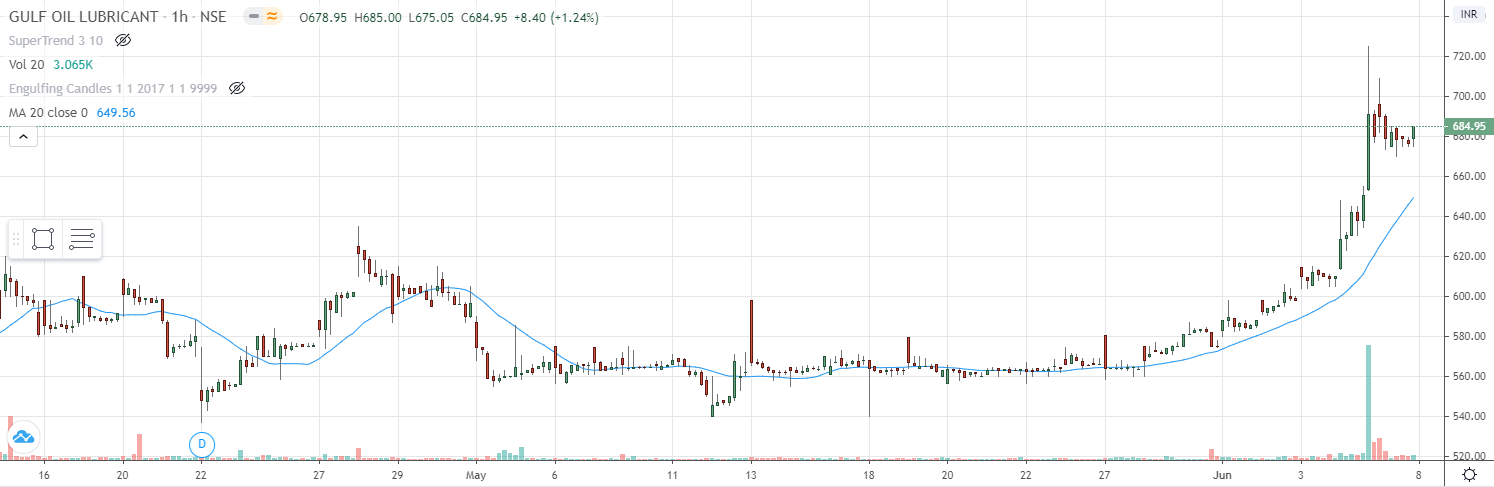 GULF OIL LUBRICANT · 1h · NSE O678.95 H685.00 L675.05 C684.95 +8.40 (+1.24%)
INR
SuperTrend 3 10
Vol 20 3.065K
Engulfing Candles 1 1 2017 1 1 9999
MA 20 close 0 649.56
720.00
700.00
684.95
680.00
660.00
640.00
620.00
600.00
580.00
560.00
540.00
520.00
D
16 20 22 27 29 May 6 11 13 18 20 22 27 Jun 3 8